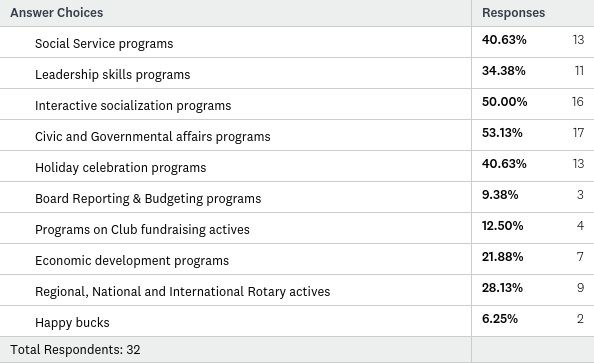 Answer Choices Responses
Social Service programs 40.63% 13
Leadership skills programs 34.38% 11
Interactive socialization programs 50.00% 16
Civic and Governmental affairs programs 53.13% 17
Holiday celebration programs 40.63% 13
Board Reporting & Budgeting programs 9.38% 3
Programs on Club fundraising actives 12.50% 4
Economic development programs 21.88% 7
Regional, National and International Rotary actives 28.13% 9
Happy bucks 6.25% 2
Total Respondents: 32